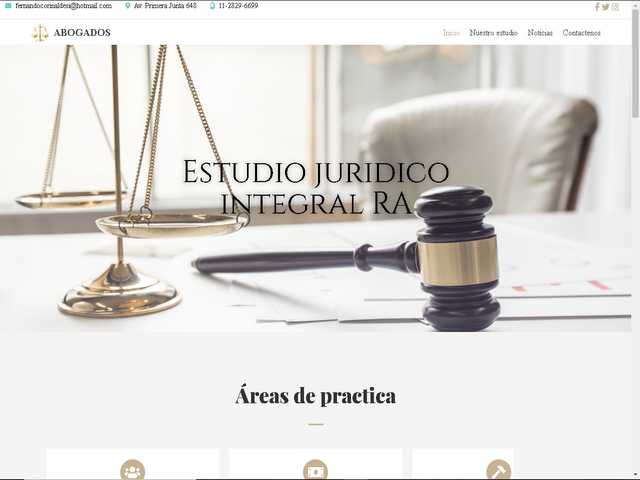 fernandocorinaldesi@hotmail.com Av. Primera Junta 648 11-2829-6699
ABOGADOS Inicio Nuestro estudio Noticias Contactenos
Estudio juridico
integral RA
Áreas de practica